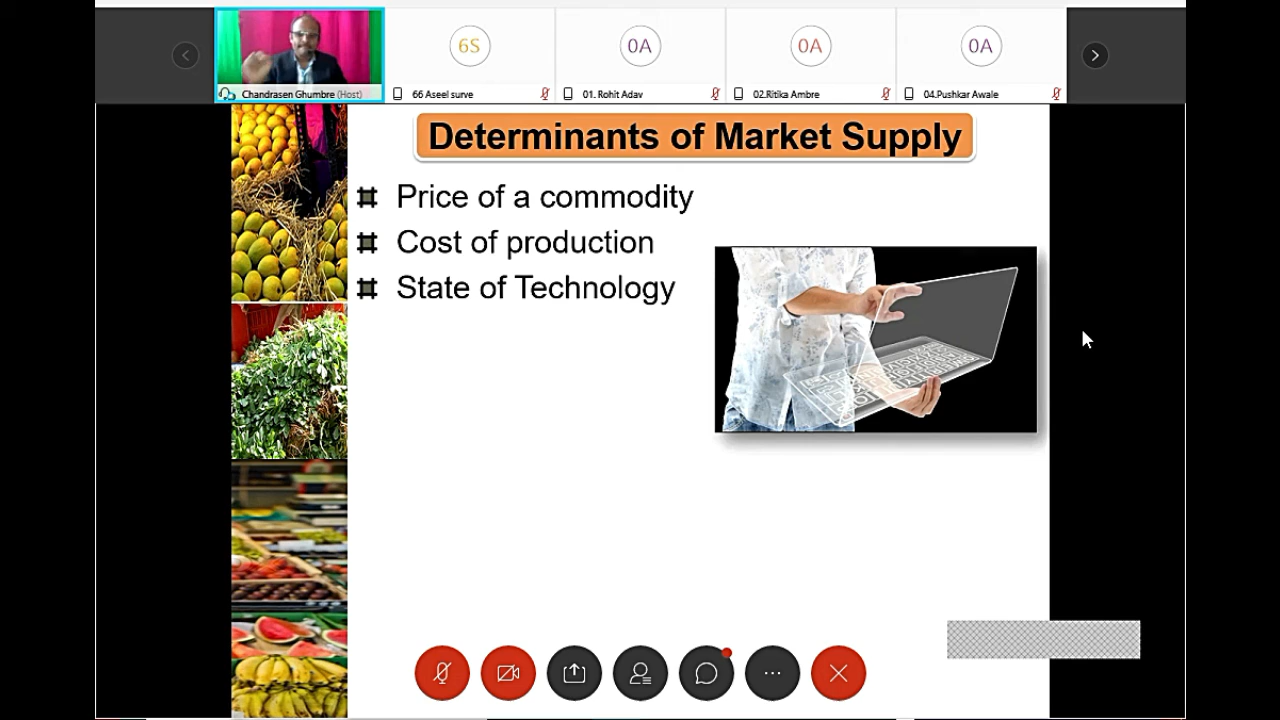 6S
0A
0A
0A
Chandrasen Ghumbre (Host)
66 Aseel surve
01. Rohit Adav
02.Ritika Ambre
04.Pushkar Awale
Determinants of Market Supply
Price of a commodity
Cost of production
State of Technology